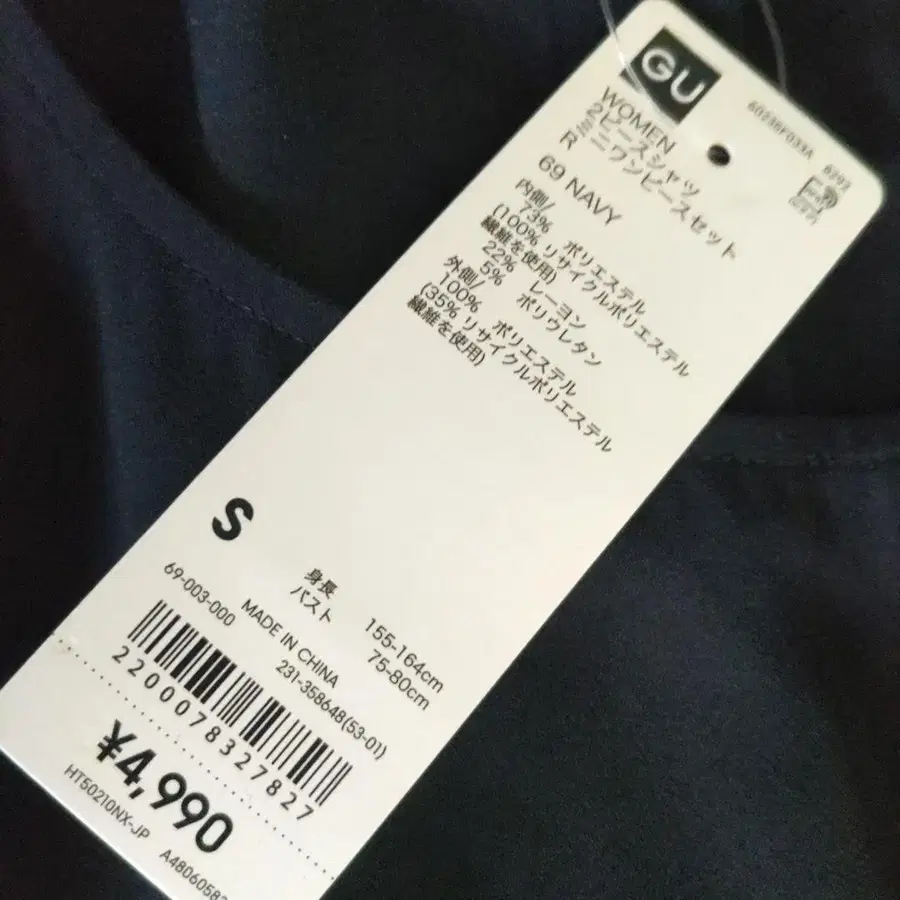 GU
60236F033A 6292
WOMEN
2ピースシャツ
ミニワンピースセット
R
69 NAVY
内側/
73% ポリエステル
(100% リサイクルポリエステル
繊維を使用)
22% レーヨン
5% ポリウレタン
外側/
100% ポリエステル
(35% リサイクルポリエステル
繊維を使用)
S
身長 155-164cm
バスト 75-80cm
69-003-000
MADE IN CHINA
231-358648(53-01)
2200078327827
¥4,990
HT50210NX-JP